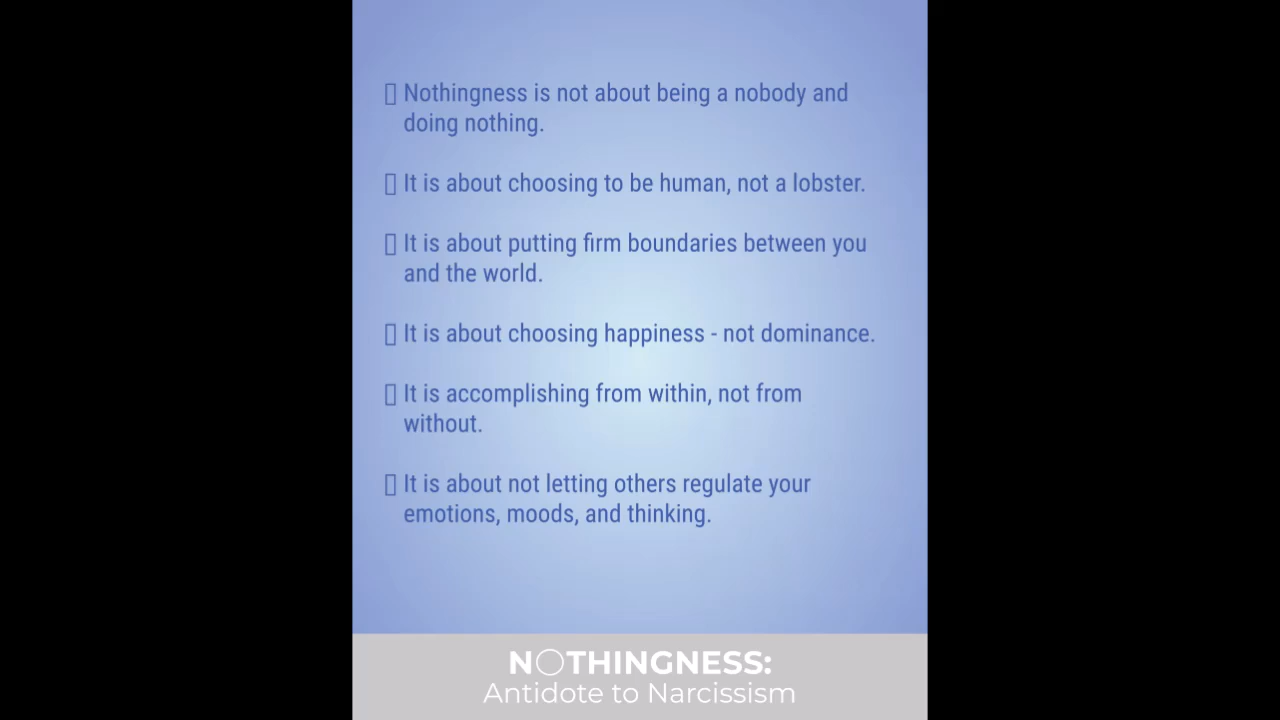 ▯ Nothingness is not about being a nobody and
doing nothing.
▯ It is about choosing to be human, not a lobster.
▯ It is about putting firm boundaries between you
and the world.
▯ It is about choosing happiness - not dominance.
▯ It is accomplishing from within, not from
without.
▯ It is about not letting others regulate your
emotions, moods, and thinking.
N○THINGNESS:
Antidote to Narcissism